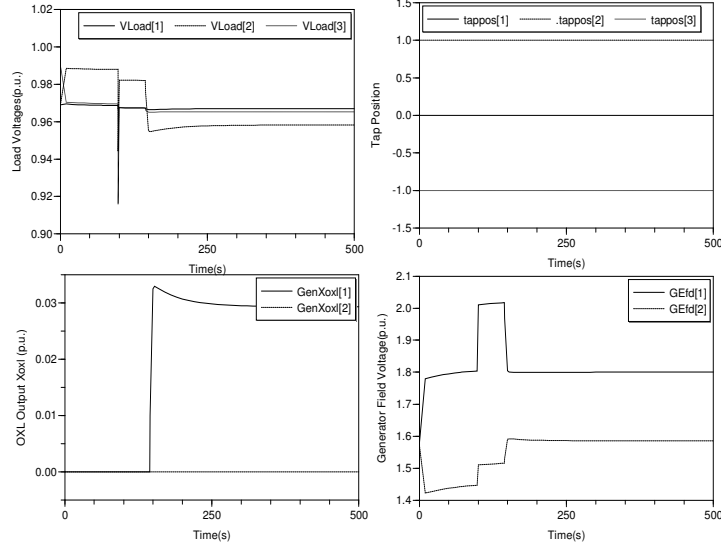 VLoad[1] VLoad[2] VLoad[3]
1.02
1.00
0.98
0.96
0.94
0.92
0.90
Load Voltages(p.u.)
0 250 500
Time(s)
tappos[1] .tappos[2] tappos[3]
1.5
1.0
0.5
0.0
-0.5
-1.0
-1.5
Tap Position
0 250 500
Time(s)
GenXoxl[1]
GenXoxl[2]
0.03
0.02
0.01
0.00
OXL Output Xoxl (p.u.)
0 250 500
Time(s)
GEfd[1]
GEfd[2]
2.1
2.0
1.9
1.8
1.7
1.6
1.5
1.4
Generator Field Voltage(p.u.)
0 250 500
Time(s)